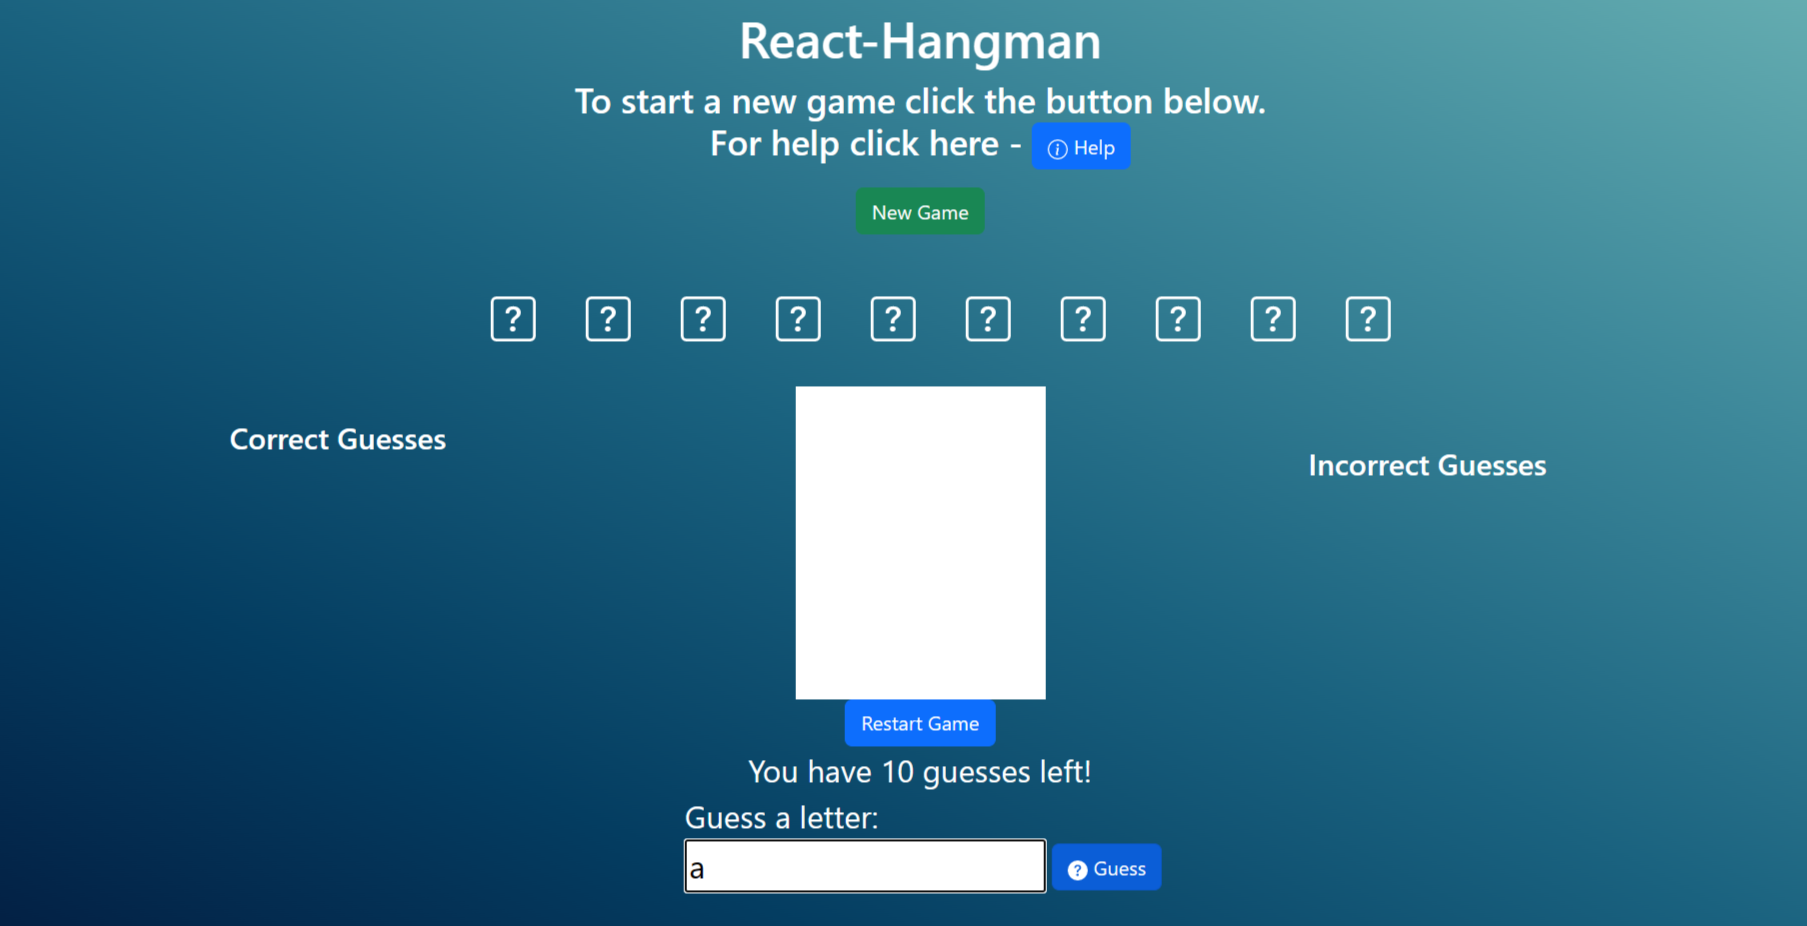 React-Hangman
To start a new game click the button below.
For help click here - Help
New Game
? ? ? ? ? ? ? ? ? ?
Correct Guesses
Incorrect Guesses
Restart Game
You have 10 guesses left!
Guess a letter:
a Guess